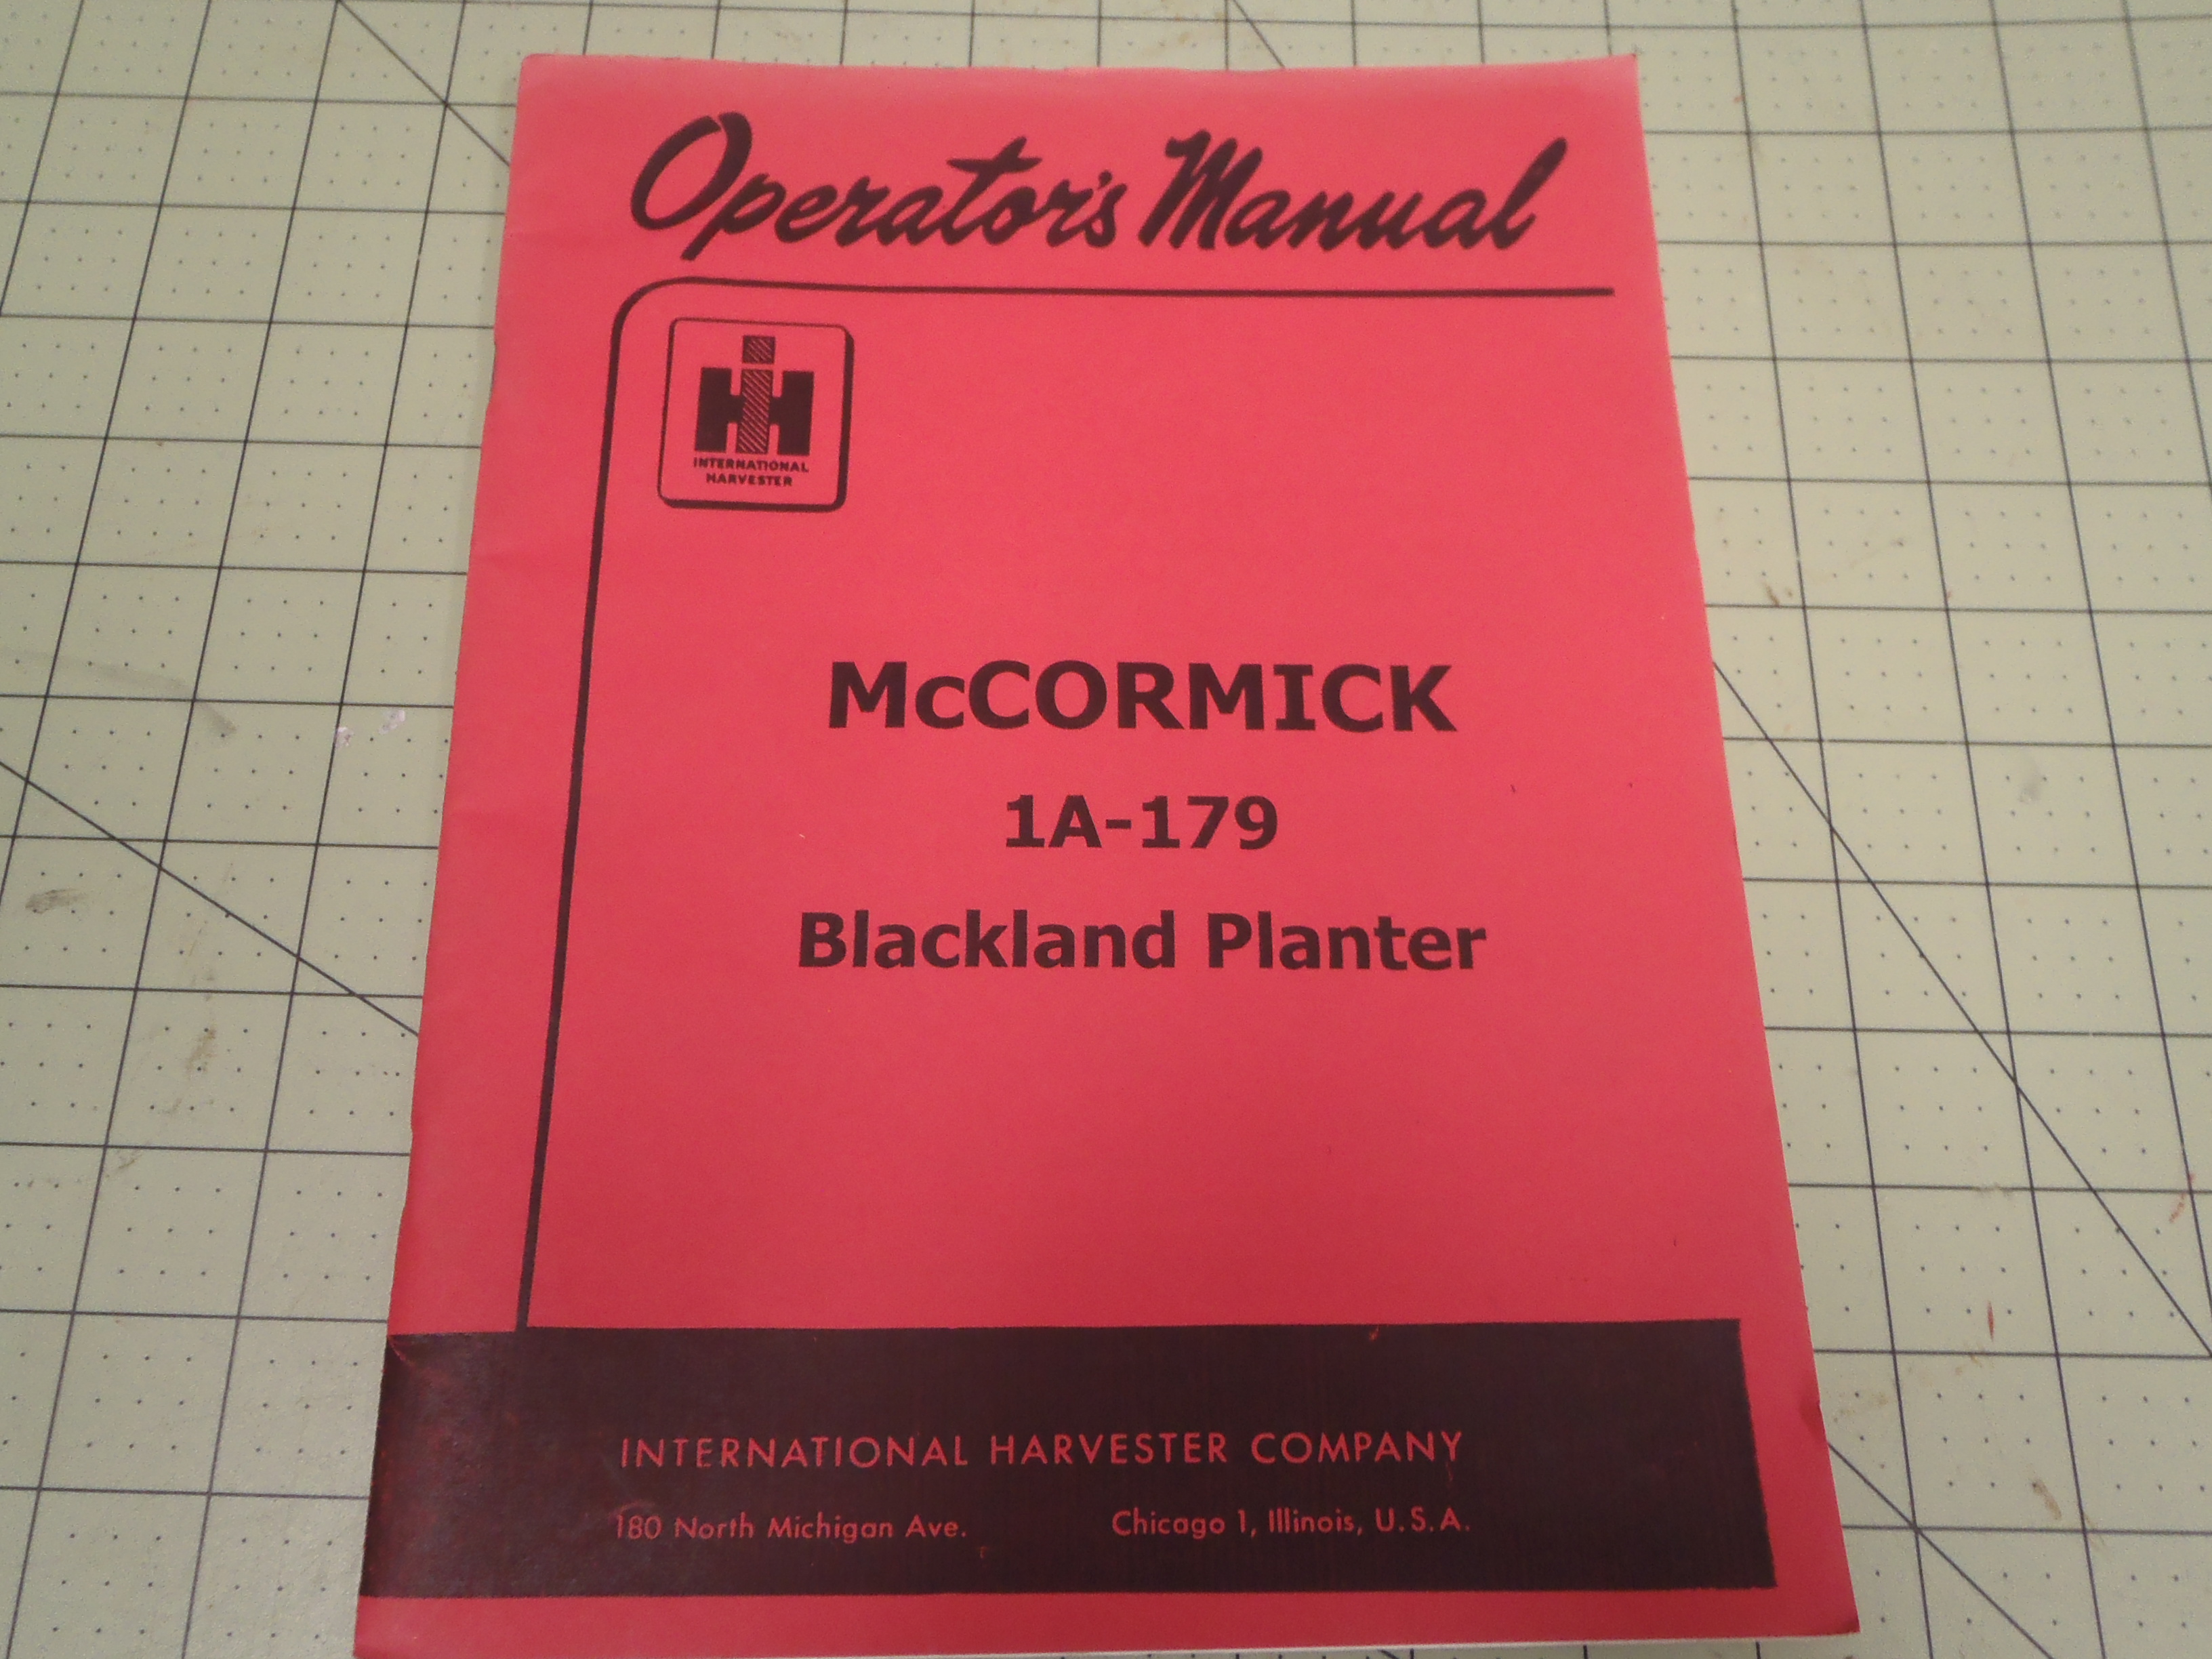 Operator's Manual
IH
INTERNATIONAL
HARVESTER
McCORMICK
1A-179
Blackland Planter
INTERNATIONAL HARVESTER COMPANY
180 North Michigan Ave. Chicago 1, Illinois, U.S.A.